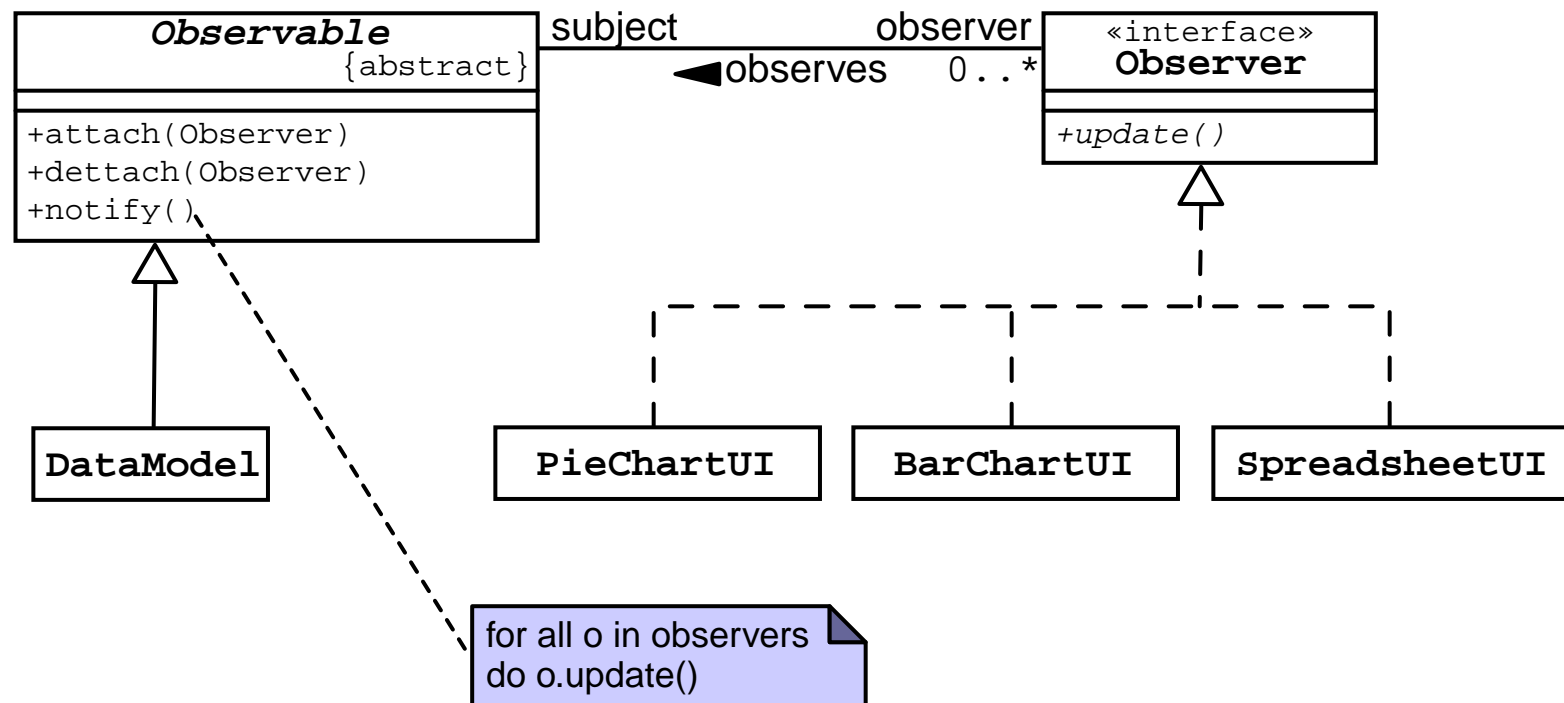 Observable
{abstract}
+attach(Observer)
+dettach(Observer)
+notify()
subject
observer
observes
0..*
«interface»
Observer
+update()
DataModel
PieChartUI
BarChartUI
SpreadsheetUI
for all o in observers
do o.update()